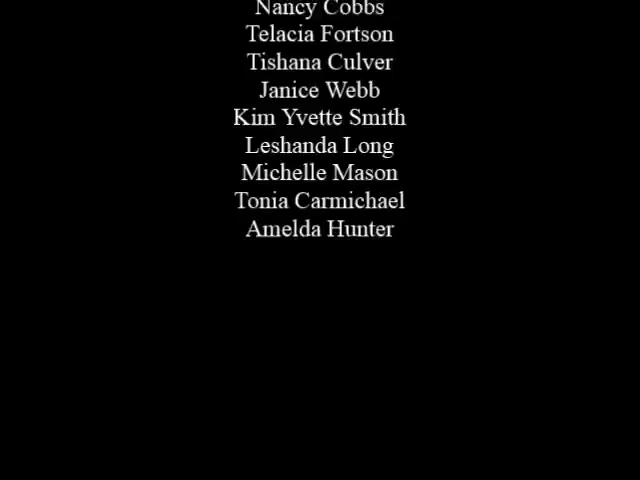 Nancy Cobbs
Telacia Fortson
Tishana Culver
Janice Webb
Kim Yvette Smith
Leshanda Long
Michelle Mason
Tonia Carmichael
Amelda Hunter